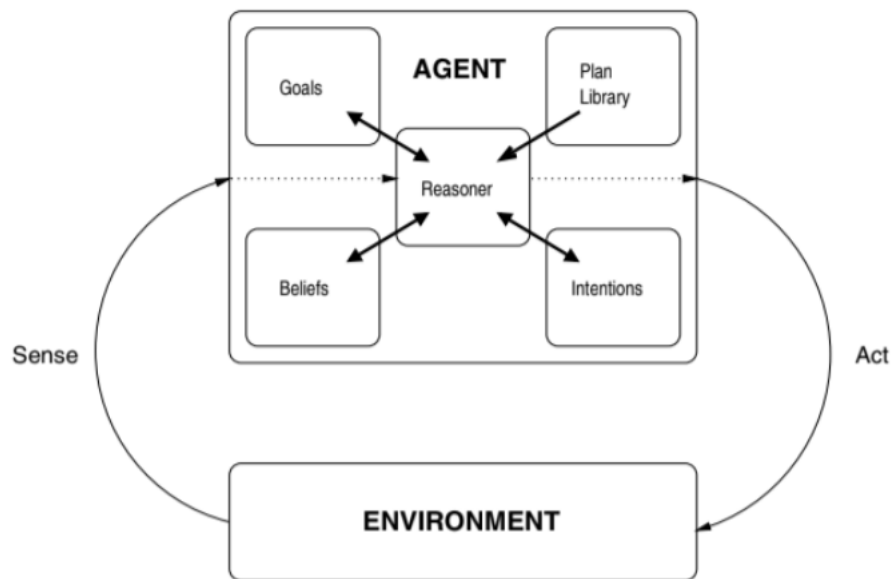 Goals
AGENT
Plan
Library
Reasoner
Beliefs
Intentions
Sense
Act
ENVIRONMENT